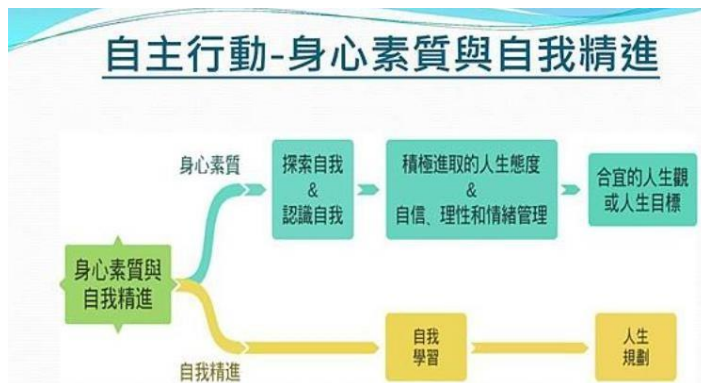 自主行動-身心素質與自我精進
身心素質
探索自我
&
認識自我
積極進取的人生態度
&
自信、理性和情緒管理
合宜的人生觀
或人生目標
身心素質與
自我精進
自我精進
自我
學習
人生
規劃